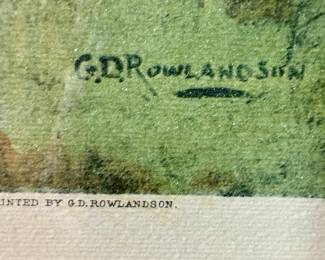 G.D. ROWLANDSON
INTED BY G.D. ROWLANDSON.